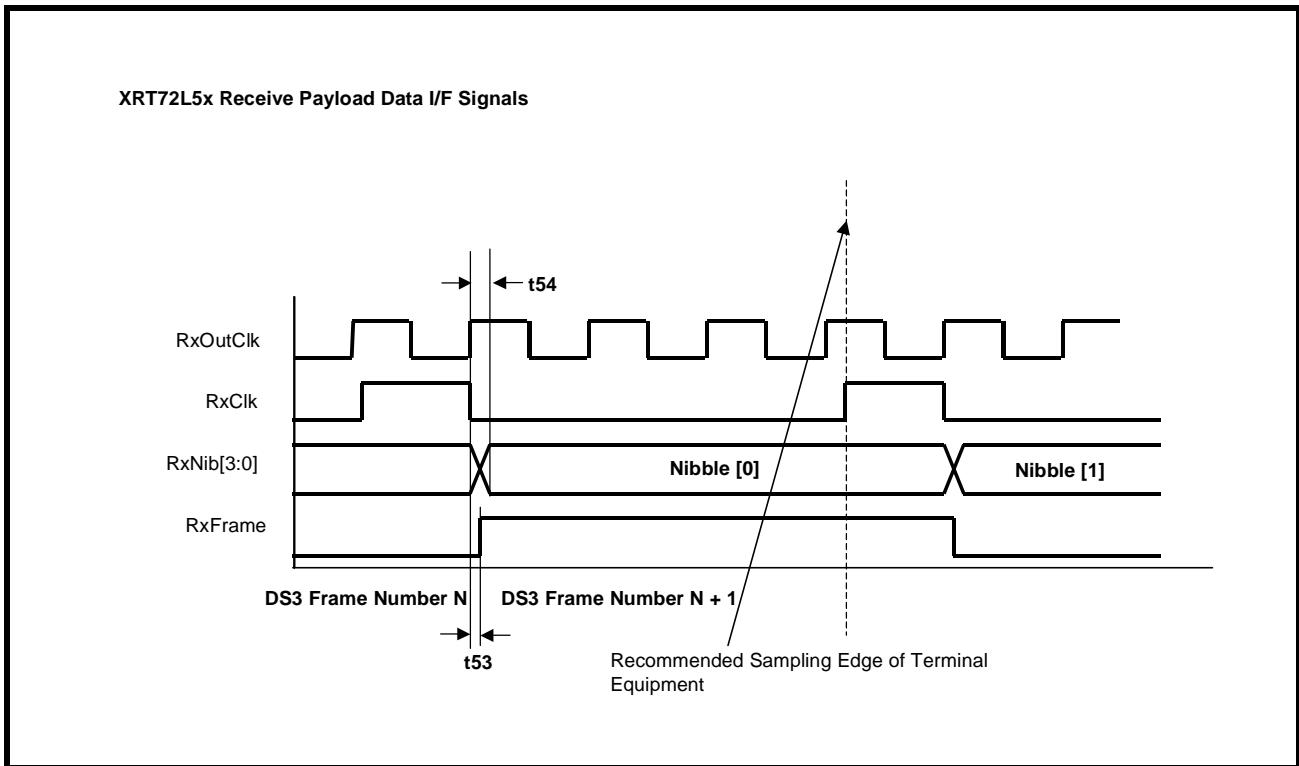 XRT72L5x Receive Payload Data I/F Signals
t54
RxOutClk
RxClk
RxNib[3:0]
Nibble [0]
Nibble [1]
RxFrame
DS3 Frame Number N
DS3 Frame Number N + 1
t53
Recommended Sampling Edge of Terminal
Equipment